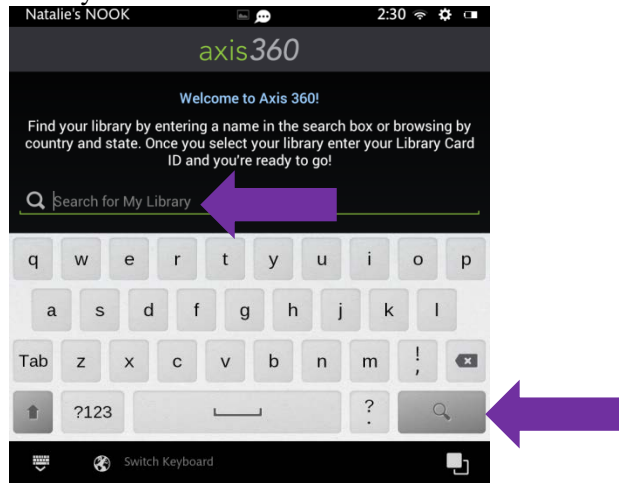 Natalie's NOOK 2:30
axis360
Welcome to Axis 360!
Find your library by entering a name in the search box or browsing by
country and state. Once you select your library enter your Library Card
ID and you're ready to go!
Search for My Library
q w e r t y u i o p
a s d f g h j k l
Tab z x c v b n m ! ,
?123 ? .
Switch Keyboard